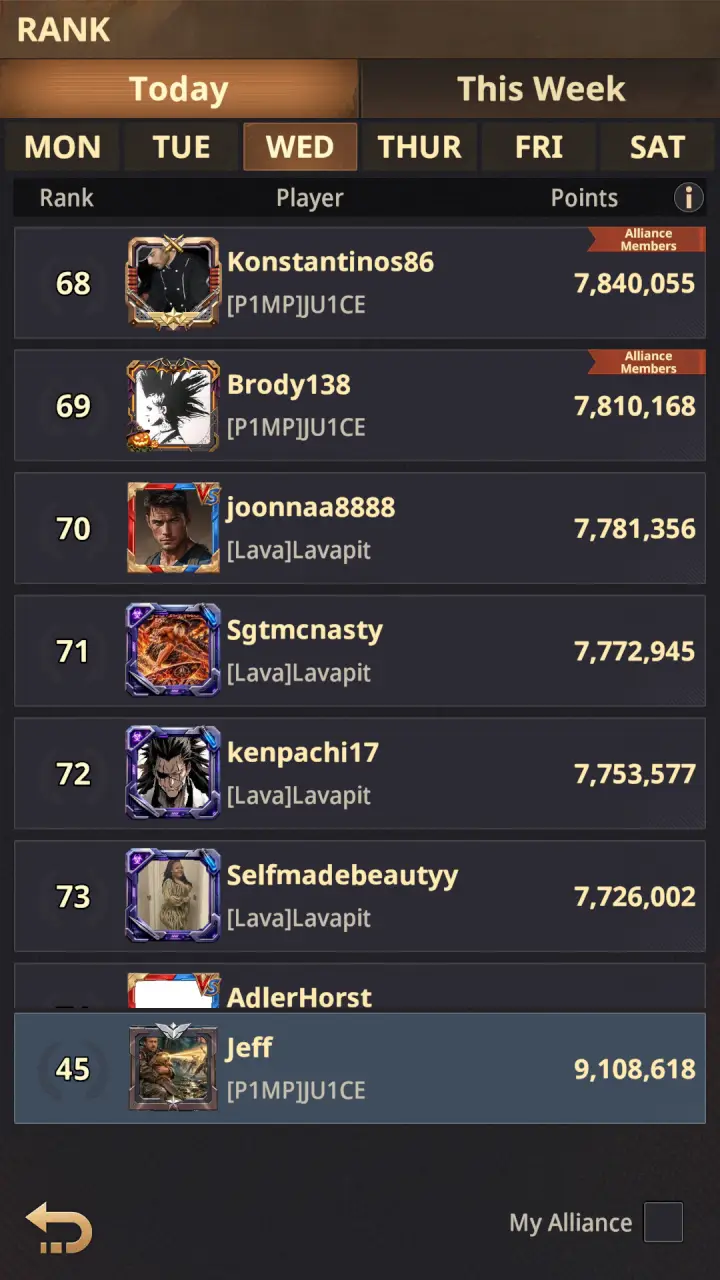 RANK
Today
This Week
MON
TUE
WED
THUR
FRI
SAT
Rank
Player
Points
i
68
Konstantinos86
[P1MP]JU1CE
Alliance
Members
7,840,055
69
Brody138
[P1MP]JU1CE
Alliance
Members
7,810,168
70
VS
joonnaa8888
[Lava]Lavapit
7,781,356
71
Sgtmcnasty
[Lava]Lavapit
7,772,945
72
kenpachi17
[Lava]Lavapit
7,753,577
73
Selfmadebeautyy
[Lava]Lavapit
7,726,002
VS
AdlerHorst
45
Jeff
[P1MP]JU1CE
9,108,618
My Alliance